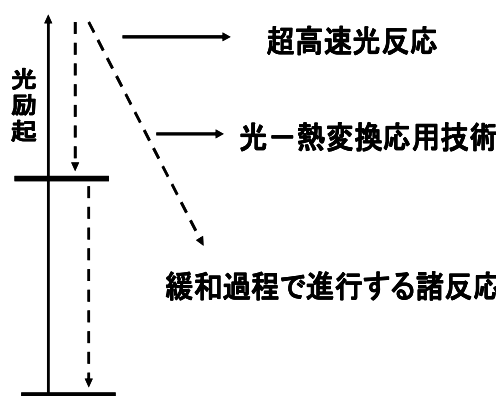 超高速光反応
光励起
光ー熱変換応用技術
緩和過程で進行する諸反応